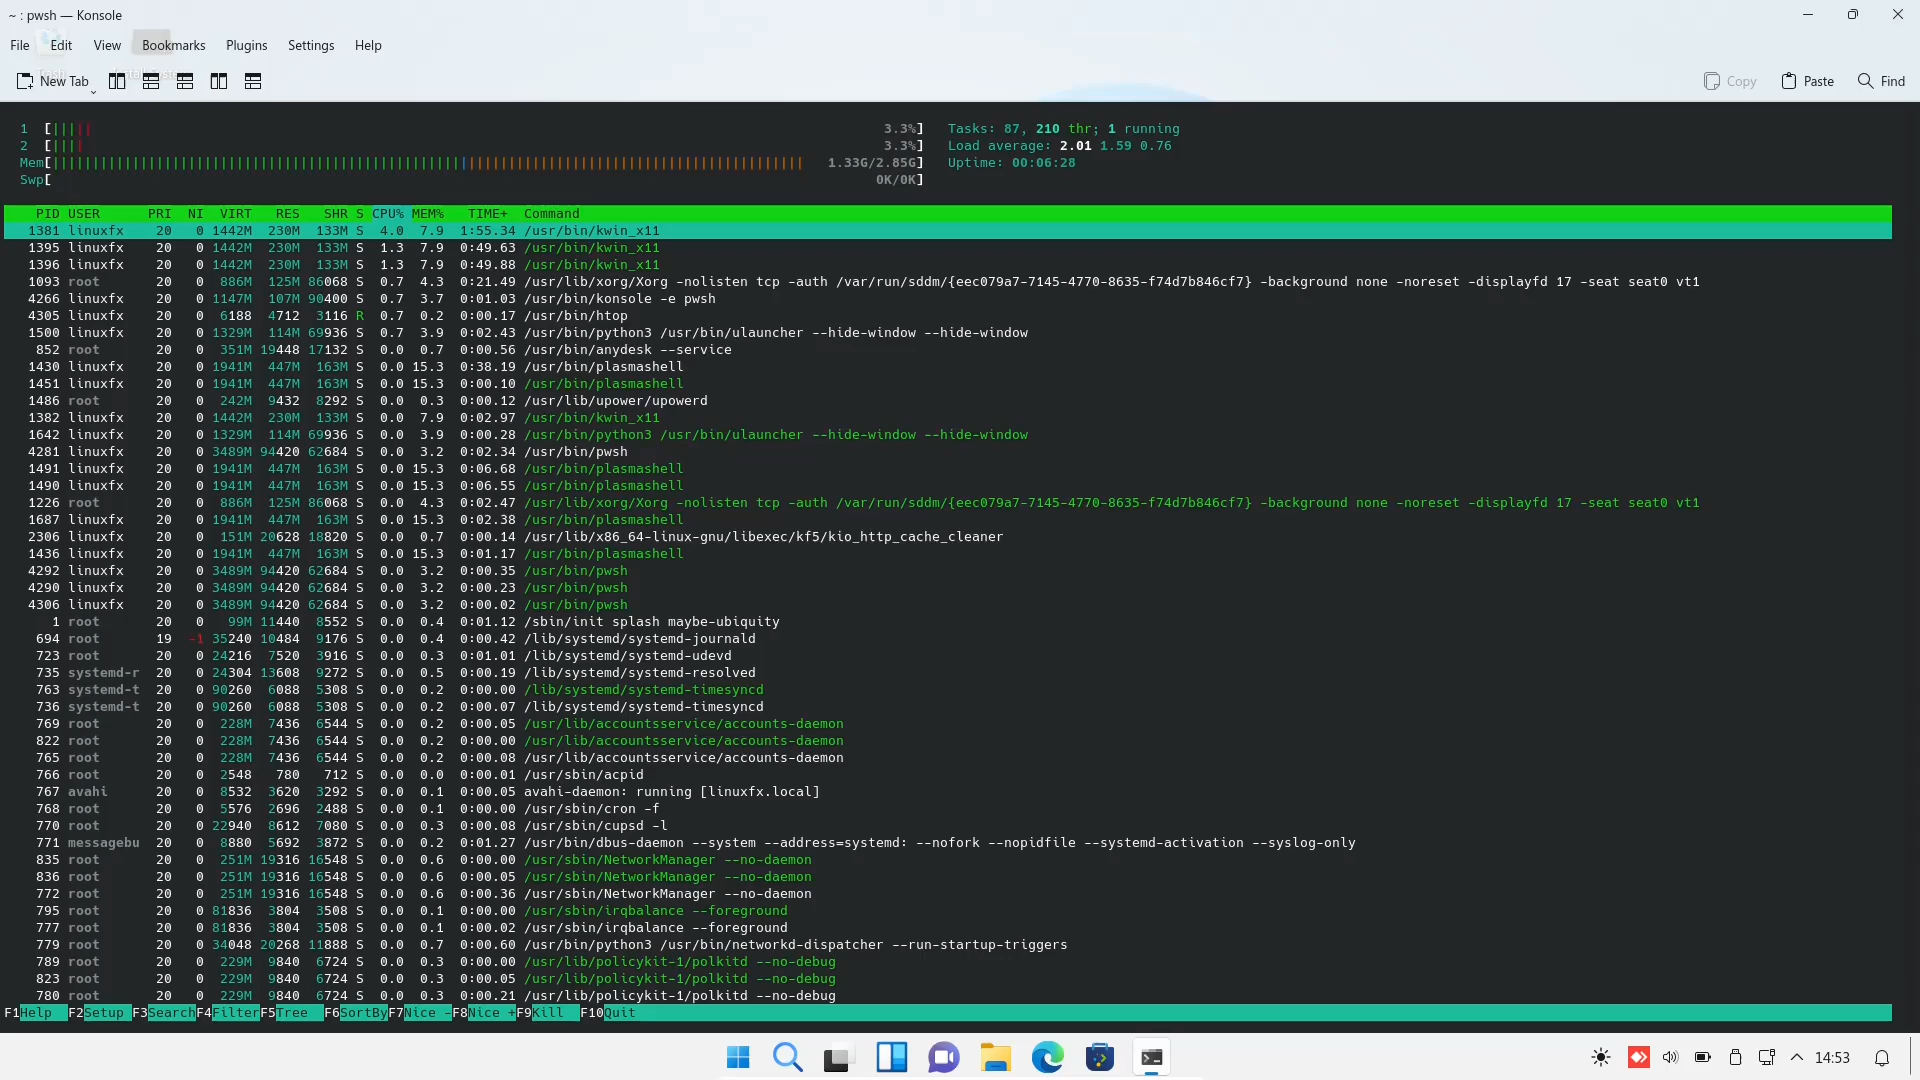 ~ : pwsh — Konsole
File Edit View Bookmarks Plugins Settings Help
New Tab Copy Paste Find
1 [||||| 3.3%] Tasks: 87, 210 thr; 1 running
2 [|||| 3.3%] Load average: 2.01 1.59 0.76
Mem[ 1.33G/2.85G] Uptime: 00:06:28
Swp[ 0K/0K]
PID USER PRI NI VIRT RES SHR S CPU% MEM% TIME+ Command
1381 linuxfx 20 0 1442M 230M 133M S 4.0 7.9 1:55.34 /usr/bin/kwin_x11
1395 linuxfx 20 0 1442M 230M 133M S 1.3 7.9 0:49.63 /usr/bin/kwin_x11
1396 linuxfx 20 0 1442M 230M 133M S 1.3 7.9 0:49.88 /usr/bin/kwin_x11
1093 root 20 0 886M 125M 86068 S 0.7 4.3 0:21.49 /usr/lib/xorg/Xorg -nolisten tcp -auth /var/run/sddm/{eec079a7-7145-4770-8635-f74d7b846cf7} -background none -noreset -displayfd 17 -seat seat0 vt1
4266 linuxfx 20 0 1147M 107M 90400 S 0.7 3.7 0:01.03 /usr/bin/konsole -e pwsh
4305 linuxfx 20 0 6188 4712 3116 R 0.7 0.2 0:00.17 /usr/bin/htop
1500 linuxfx 20 0 1329M 114M 69936 S 0.7 3.9 0:02.43 /usr/bin/python3 /usr/bin/ulauncher --hide-window --hide-window
852 root 20 0 351M 19448 17132 S 0.0 0.7 0:00.56 /usr/bin/anydesk --service
1430 linuxfx 20 0 1941M 447M 163M S 0.0 15.3 0:38.19 /usr/bin/plasmashell
1451 linuxfx 20 0 1941M 447M 163M S 0.0 15.3 0:00.10 /usr/bin/plasmashell
1486 root 20 0 242M 9432 8292 S 0.0 0.3 0:00.12 /usr/lib/upower/upowerd
1382 linuxfx 20 0 1442M 230M 133M S 0.0 7.9 0:02.97 /usr/bin/kwin_x11
1642 linuxfx 20 0 1329M 114M 69936 S 0.0 3.9 0:00.28 /usr/bin/python3 /usr/bin/ulauncher --hide-window --hide-window
4281 linuxfx 20 0 3489M 94420 62684 S 0.0 3.2 0:02.34 /usr/bin/pwsh
1491 linuxfx 20 0 1941M 447M 163M S 0.0 15.3 0:06.68 /usr/bin/plasmashell
1490 linuxfx 20 0 1941M 447M 163M S 0.0 15.3 0:06.55 /usr/bin/plasmashell
1226 root 20 0 886M 125M 86068 S 0.0 4.3 0:02.47 /usr/lib/xorg/Xorg -nolisten tcp -auth /var/run/sddm/{eec079a7-7145-4770-8635-f74d7b846cf7} -background none -noreset -displayfd 17 -seat seat0 vt1
1687 linuxfx 20 0 1941M 447M 163M S 0.0 15.3 0:02.38 /usr/bin/plasmashell
2306 linuxfx 20 0 151M 20628 18820 S 0.0 0.7 0:00.14 /usr/lib/x86_64-linux-gnu/libexec/kf5/kio_http_cache_cleaner
1436 linuxfx 20 0 1941M 447M 163M S 0.0 15.3 0:01.17 /usr/bin/plasmashell
4292 linuxfx 20 0 3489M 94420 62684 S 0.0 3.2 0:00.35 /usr/bin/pwsh
4290 linuxfx 20 0 3489M 94420 62684 S 0.0 3.2 0:00.23 /usr/bin/pwsh
4306 linuxfx 20 0 3489M 94420 62684 S 0.0 3.2 0:00.02 /usr/bin/pwsh
1 root 20 0 99M 11440 8552 S 0.0 0.4 0:01.12 /sbin/init splash maybe-ubiquity
694 root 19 -1 35240 10484 9176 S 0.0 0.4 0:00.42 /lib/systemd/systemd-journald
723 root 20 0 24216 7520 3916 S 0.0 0.3 0:01.01 /lib/systemd/systemd-udevd
735 systemd-r 20 0 24304 13608 9272 S 0.0 0.5 0:00.19 /lib/systemd/systemd-resolved
763 systemd-t 20 0 90260 6088 5308 S 0.0 0.2 0:00.00 /lib/systemd/systemd-timesyncd
736 systemd-t 20 0 90260 6088 5308 S 0.0 0.2 0:00.07 /lib/systemd/systemd-timesyncd
769 root 20 0 228M 7436 6544 S 0.0 0.2 0:00.05 /usr/lib/accountsservice/accounts-daemon
822 root 20 0 228M 7436 6544 S 0.0 0.2 0:00.00 /usr/lib/accountsservice/accounts-daemon
765 root 20 0 228M 7436 6544 S 0.0 0.2 0:00.08 /usr/lib/accountsservice/accounts-daemon
766 root 20 0 2548 780 712 S 0.0 0.0 0:00.01 /usr/sbin/acpid
767 avahi 20 0 8532 3620 3292 S 0.0 0.1 0:00.05 avahi-daemon: running [linuxfx.local]
768 root 20 0 5576 2696 2488 S 0.0 0.1 0:00.00 /usr/sbin/cron -f
770 root 20 0 22940 8612 7080 S 0.0 0.3 0:00.08 /usr/sbin/cupsd -l
771 messagebu 20 0 8880 5692 3872 S 0.0 0.2 0:01.27 /usr/bin/dbus-daemon --system --address=systemd: --nofork --nopidfile --systemd-activation --syslog-only
835 root 20 0 251M 19316 16548 S 0.0 0.6 0:00.00 /usr/sbin/NetworkManager --no-daemon
836 root 20 0 251M 19316 16548 S 0.0 0.6 0:00.05 /usr/sbin/NetworkManager --no-daemon
772 root 20 0 251M 19316 16548 S 0.0 0.6 0:00.36 /usr/sbin/NetworkManager --no-daemon
795 root 20 0 81836 3804 3508 S 0.0 0.1 0:00.00 /usr/sbin/irqbalance --foreground
777 root 20 0 81836 3804 3508 S 0.0 0.1 0:00.02 /usr/sbin/irqbalance --foreground
779 root 20 0 34048 20268 11888 S 0.0 0.7 0:00.60 /usr/bin/python3 /usr/bin/networkd-dispatcher --run-startup-triggers
789 root 20 0 229M 9840 6724 S 0.0 0.3 0:00.00 /usr/lib/policykit-1/polkitd --no-debug
823 root 20 0 229M 9840 6724 S 0.0 0.3 0:00.05 /usr/lib/policykit-1/polkitd --no-debug
780 root 20 0 229M 9840 6724 S 0.0 0.3 0:00.21 /usr/lib/policykit-1/polkitd --no-debug
F1Help F2Setup F3SearchF4FilterF5Tree F6SortByF7Nice -F8Nice +F9Kill F10Quit
14:53